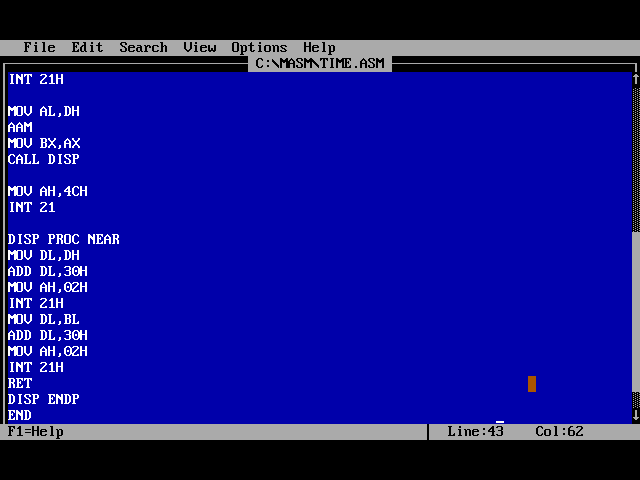 File Edit Search View Options Help
C:\MASM\TIME.ASM
INT 21H
MOV AL,DH
AAM
MOV BX,AX
CALL DISP
MOV AH,4CH
INT 21
DISP PROC NEAR
MOV DL,DH
ADD DL,30H
MOV AH,02H
INT 21H
MOV DL,BL
ADD DL,30H
MOV AH,02H
INT 21H
RET
DISP ENDP
END
F1=Help Line:43 Col:62